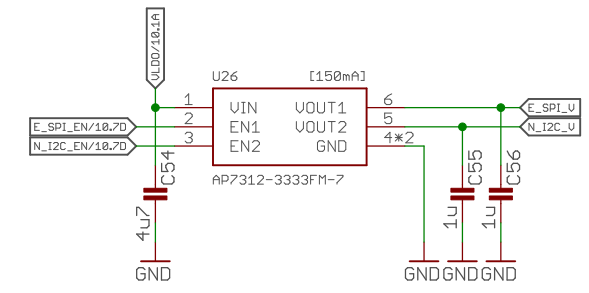 VLDO/10.1A
U26 [150mA]
1 VIN VOUT1 6 E_SPI_V
E_SPI_EN/10.7D 2 EN1 VOUT2 5 N_I2C_V
N_I2C_EN/10.7D 3 EN2 GND 4*2
AP7312-3333FM-7
C54 4u7
C55 1u
C56 1u
GND GND GND GND